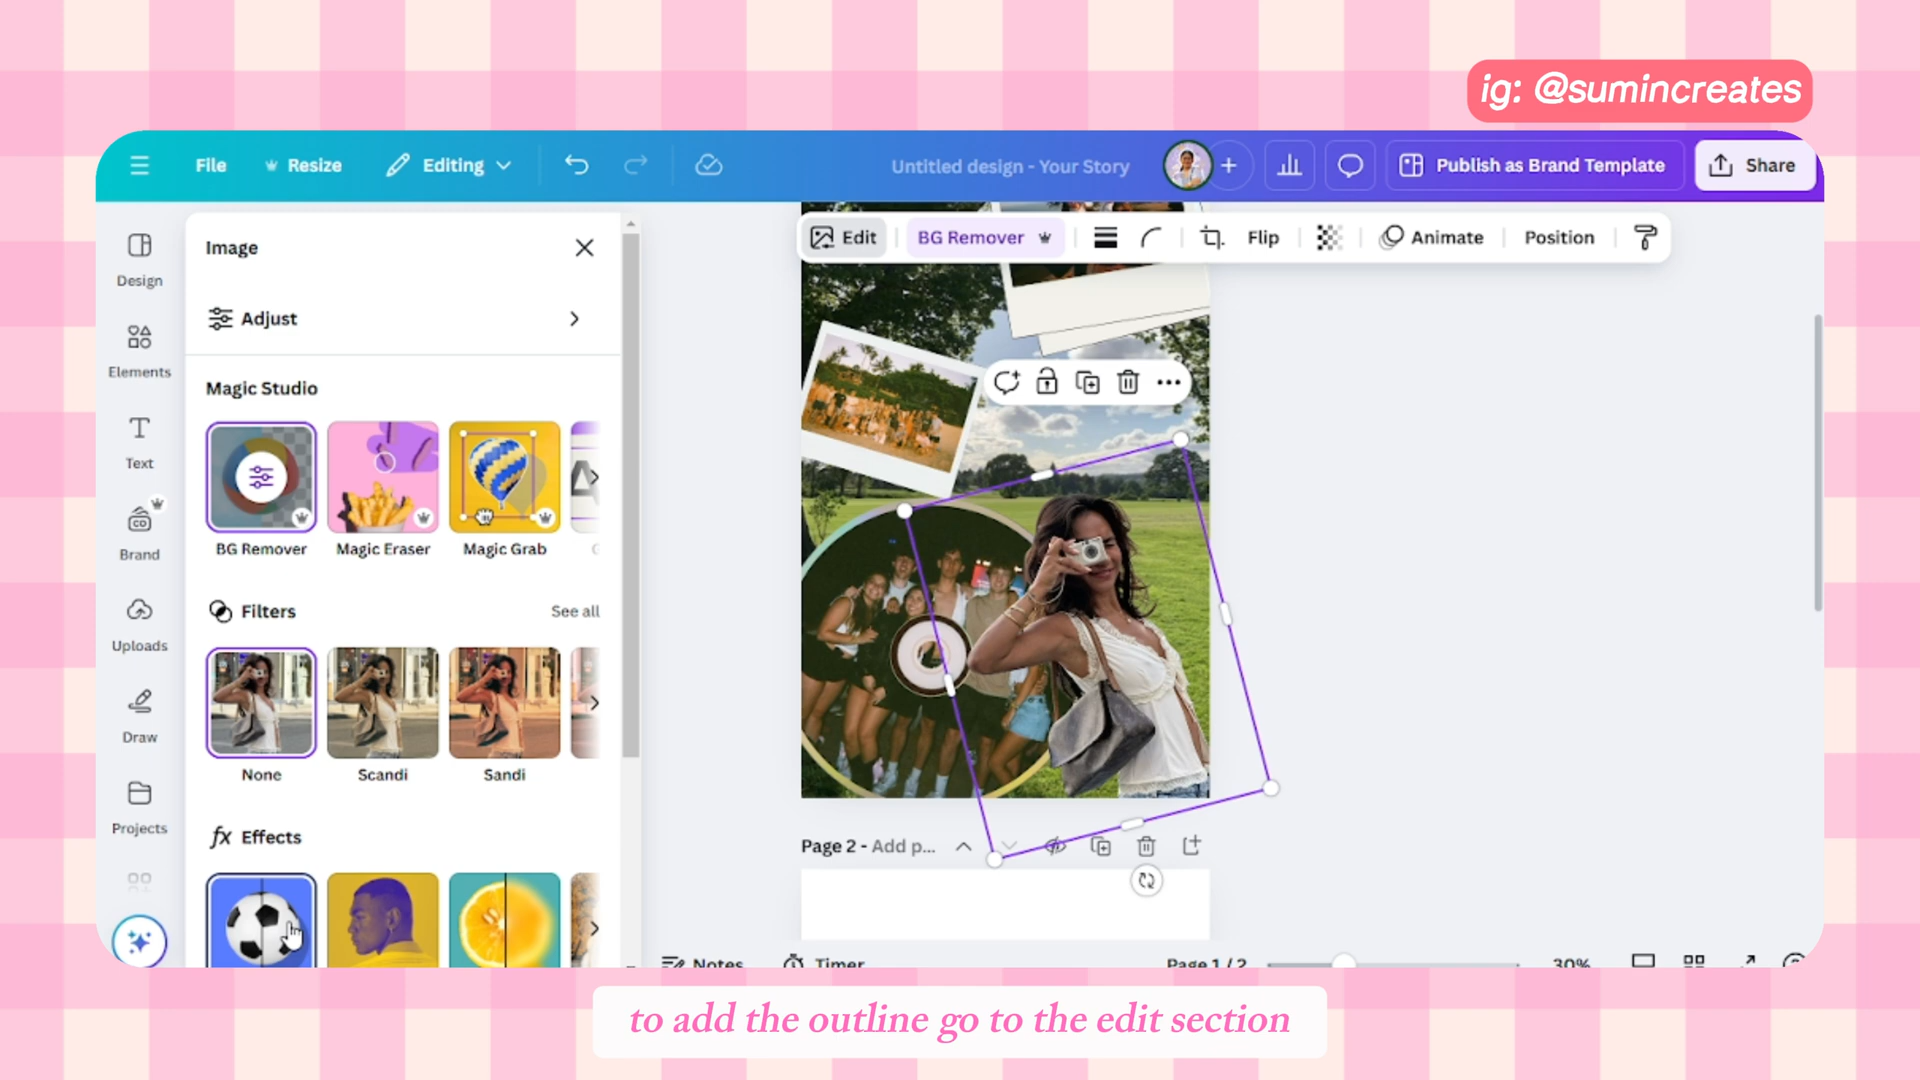 ig: @sumincreates
File
Resize
Editing
Untitled design - Your Story
Publish as Brand Template
Share
Design
Elements
Text
Brand
Uploads
Draw
Projects
Image
Adjust
Magic Studio
BG Remover
Magic Eraser
Magic Grab
Filters
See all
None
Scandi
Sandi
fx Effects
Edit
BG Remover
Flip
Animate
Position
Page 2 - Add p...
Notes
Timer
Page 1 / 2
30%
to add the outline go to the edit section